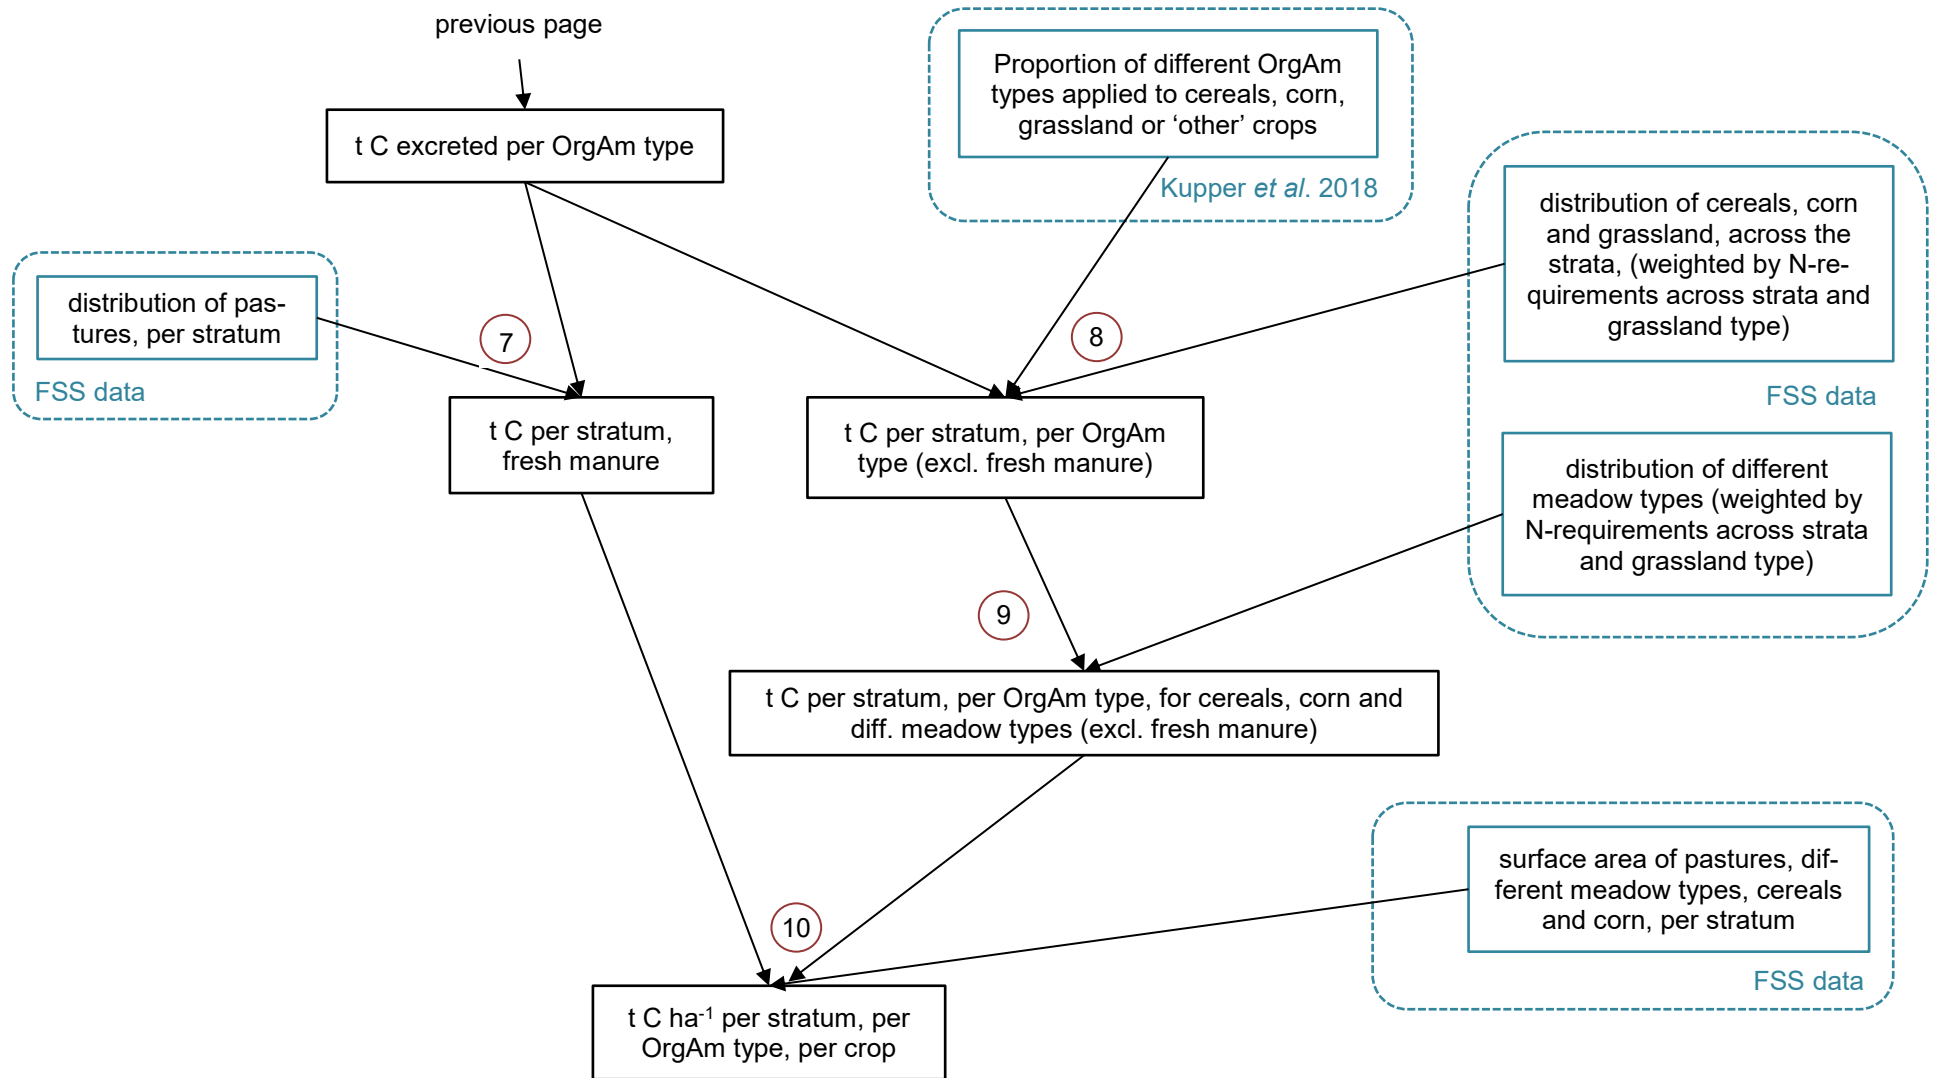 previous page
t C excreted per OrgAm type
Proportion of different OrgAm
types applied to cereals, corn,
grassland or ‘other’ crops
Kupper et al. 2018
distribution of cereals, corn
and grassland, across the
strata, (weighted by N-re-
quirements across strata and
grassland type)
FSS data
distribution of different
meadow types (weighted by
N-requirements across strata
and grassland type)
distribution of pas-
tures, per stratum
FSS data
7
8
t C per stratum,
fresh manure
t C per stratum, per OrgAm
type (excl. fresh manure)
9
t C per stratum, per OrgAm type, for cereals, corn and
diff. meadow types (excl. fresh manure)
surface area of pastures, dif-
ferent meadow types, cereals
and corn, per stratum
FSS data
10
t C ha-1 per stratum, per
OrgAm type, per crop